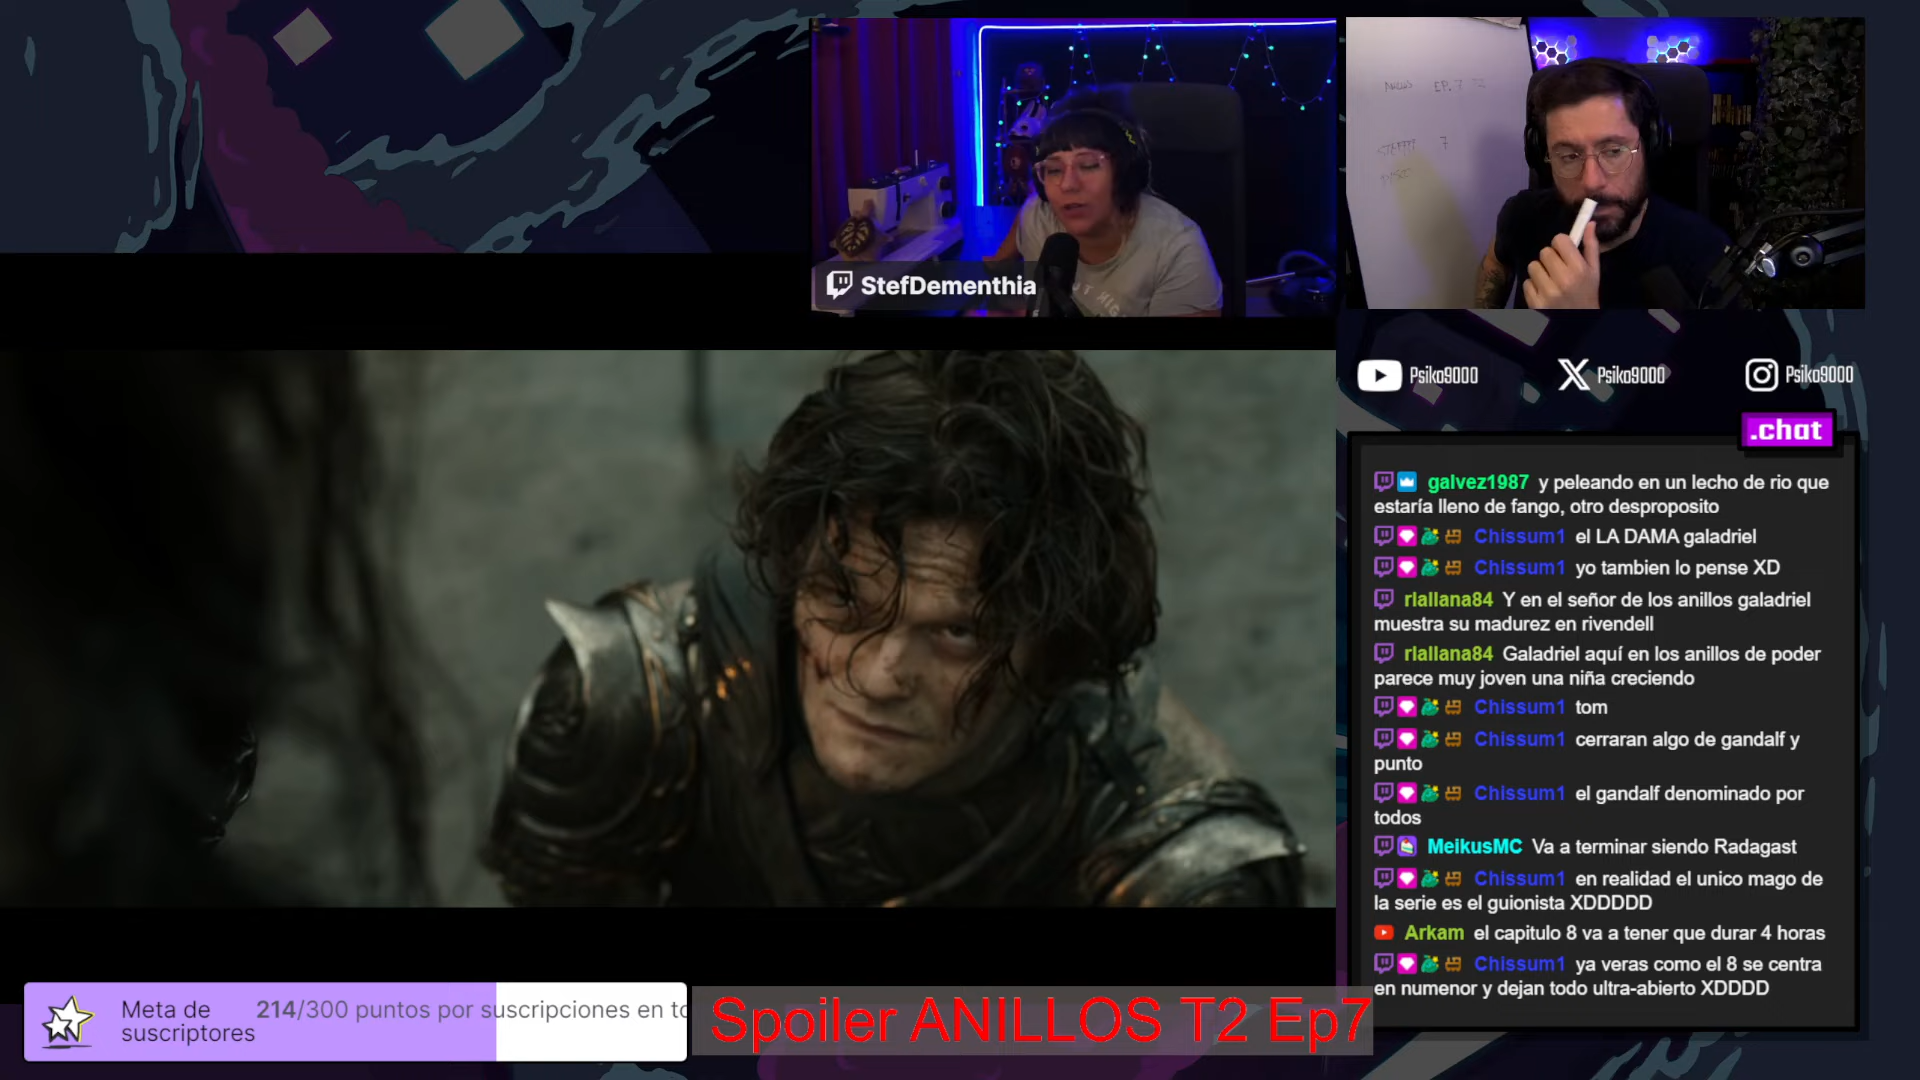 EP. 7
7
StefDementhia
Psiko9000
Psiko9000
Psiko9000
.chat
galvez1987 y peleando en un lecho de rio que
estaría lleno de fango, otro desproposito
Chissum1 el LA DAMA galadriel
Chissum1 yo tambien lo pense XD
rlallana84 Y en el señor de los anillos galadriel
muestra su madurez en rivendell
rlallana84 Galadriel aquí en los anillos de poder
parece muy joven una niña creciendo
Chissum1 tom
Chissum1 cerraran algo de gandalf y
punto
Chissum1 el gandalf denominado por
todos
MeikusMC Va a terminar siendo Radagast
Chissum1 en realidad el unico mago de
la serie es el guionista XDDDDD
Arkam el capitulo 8 va a tener que durar 4 horas
Chissum1 ya veras como el 8 se centra
en numenor y dejan todo ultra-abierto XDDDD
Meta de
suscriptores
214/300 puntos por suscripciones en to
Spoiler ANILLOS T2 Ep7